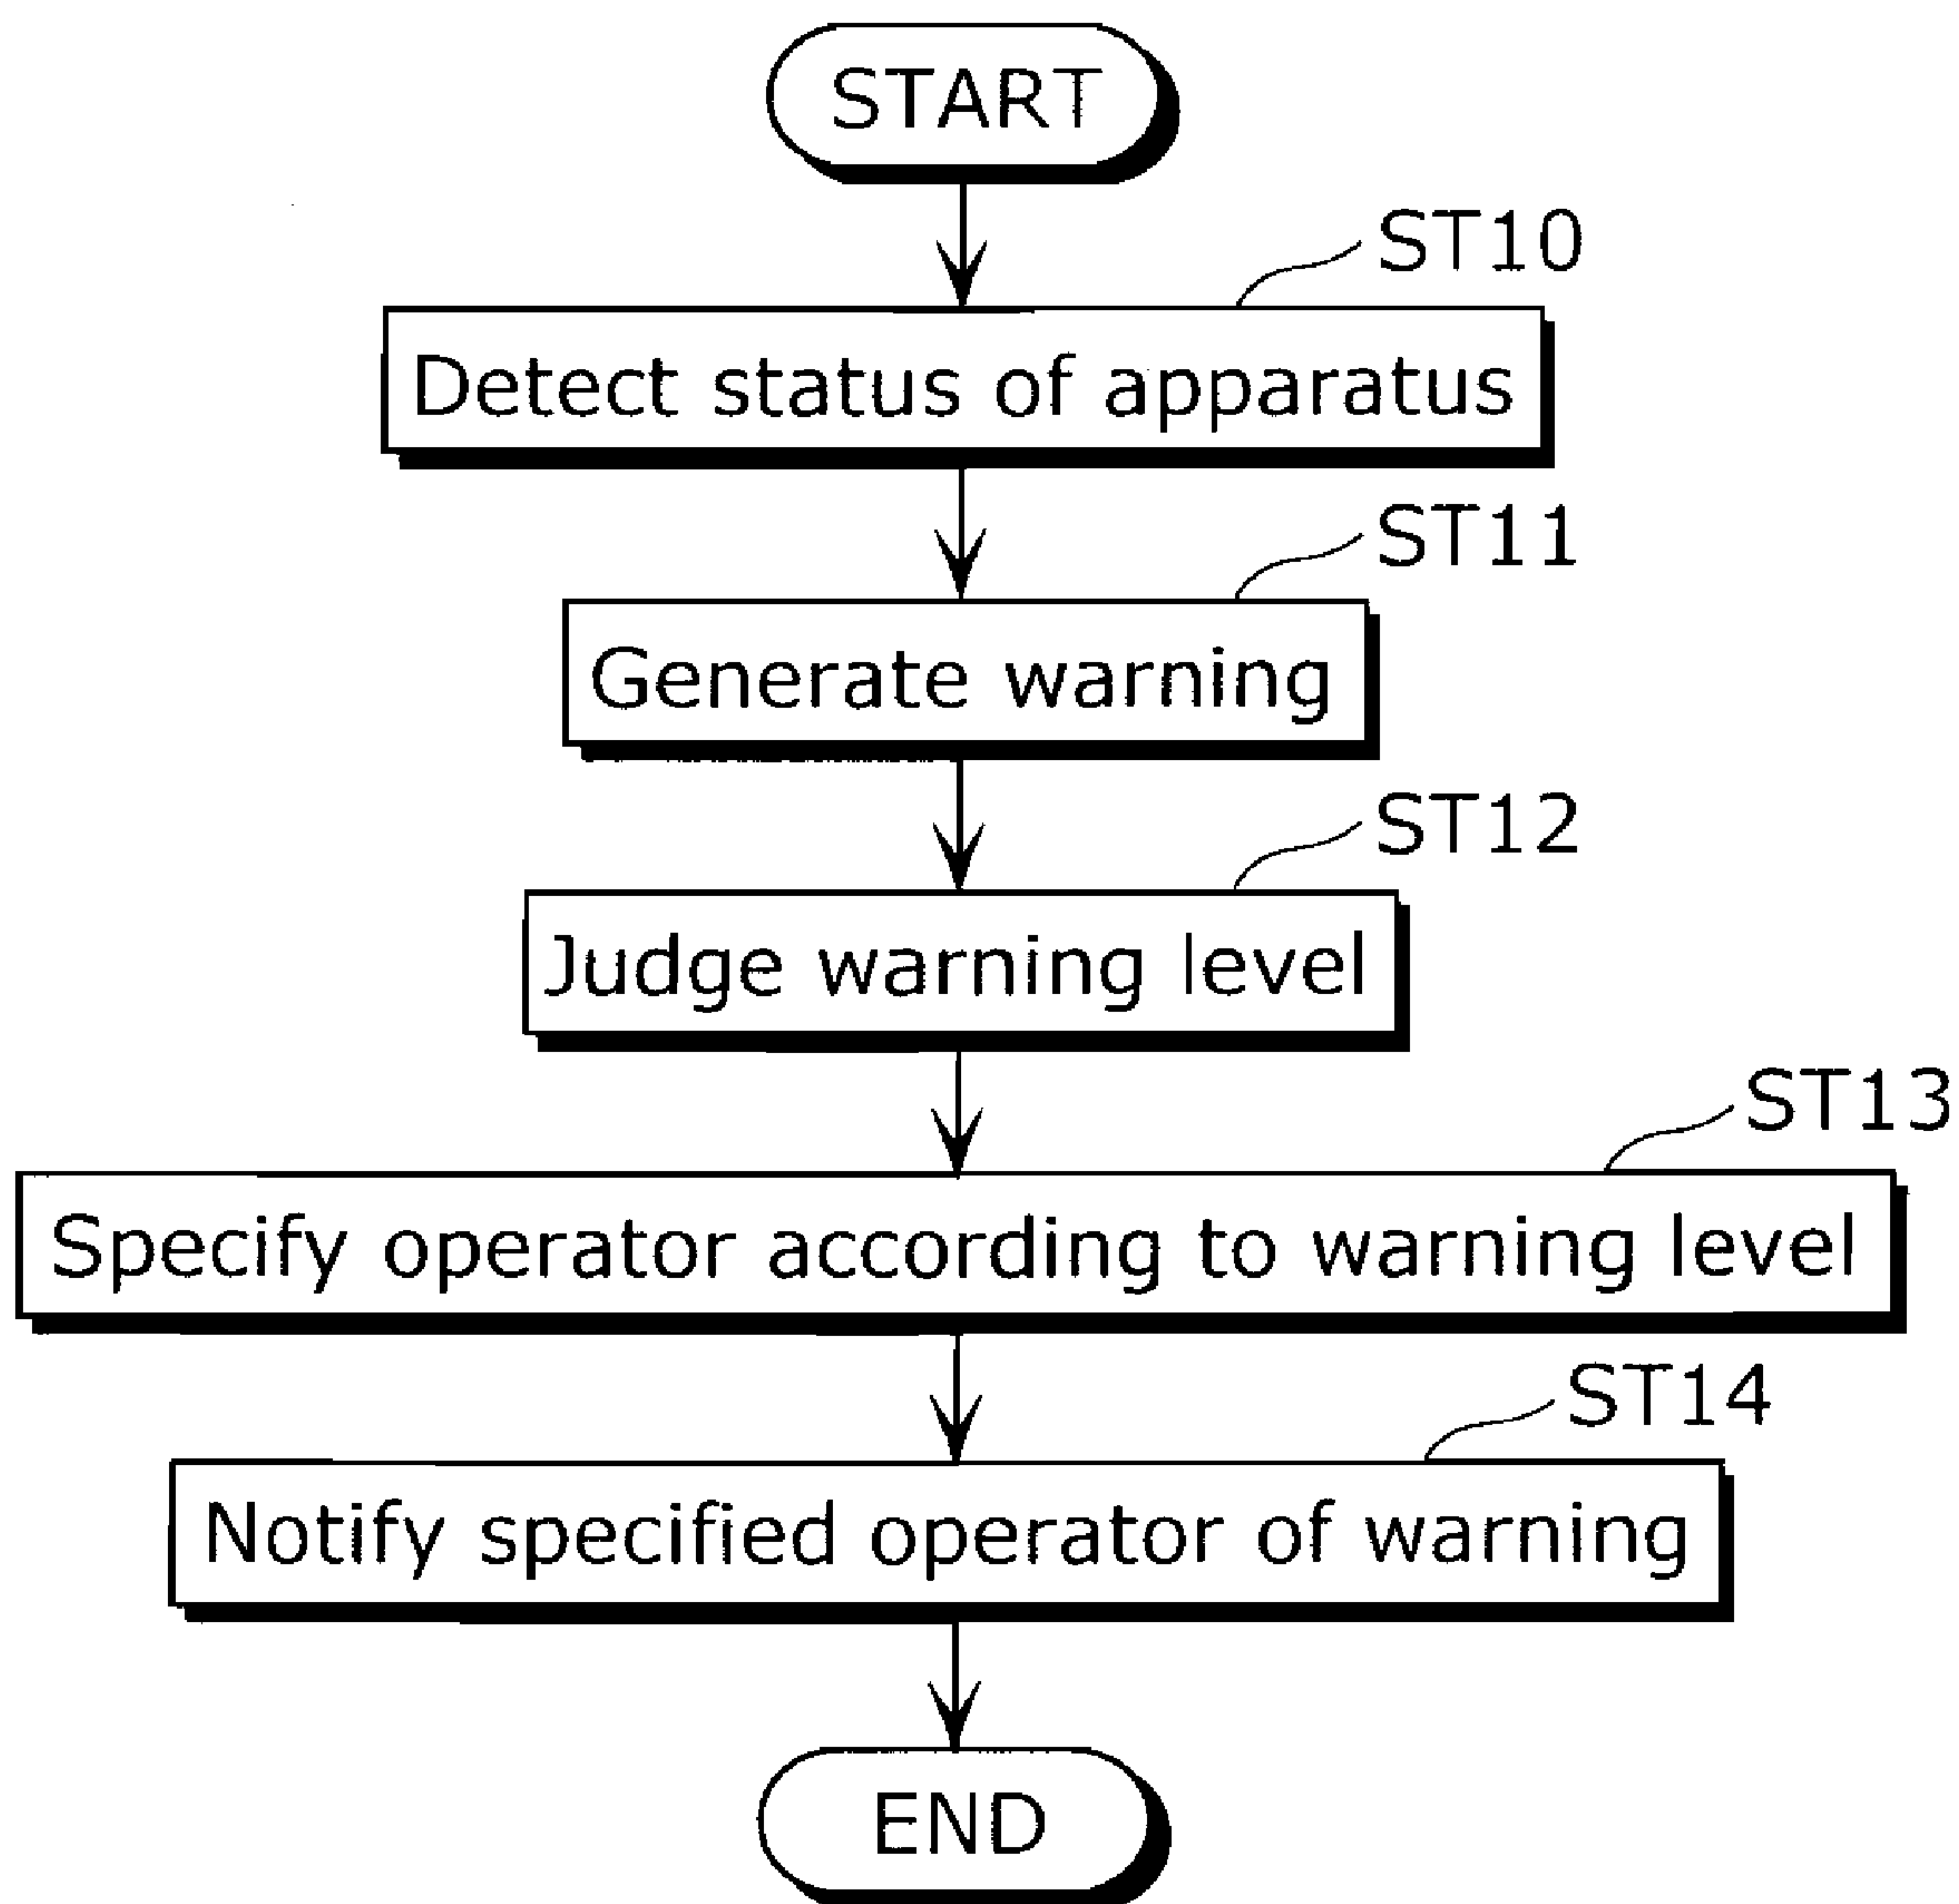 START
ST10
Detect status of apparatus
ST11
Generate warning
ST12
Judge warning level
ST13
Specify operator according to warning level
ST14
Notify specified operator of warning
END